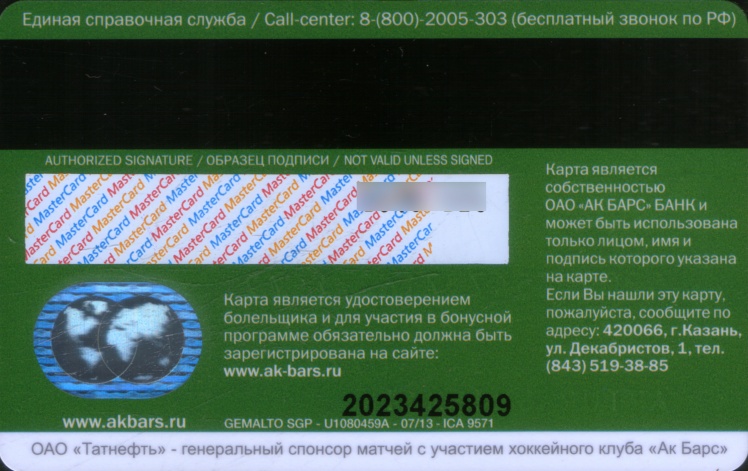 Единая справочная служба / Call-center: 8-(800)-2005-303 (бесплатный звонок по РФ)
AUTHORIZED SIGNATURE / ОБРАЗЕЦ ПОДПИСИ / NOT VALID UNLESS SIGNED
MasterCard MasterCard MasterCard MasterCard
Карта является
собственностью
ОАО «АК БАРС» БАНК и
может быть использована
только лицом, имя и
подпись которого указана
на карте.
Если Вы нашли эту карту,
пожалуйста, сообщите по
адресу: 420066, г.Казань,
ул. Декабристов, 1, тел.
(843) 519-38-85
Карта является удостоверением
болельщика и для участия в бонусной
программе обязательно должна быть
зарегистрирована на сайте:
www.ak-bars.ru
2023425809
www.akbars.ru
GEMALTO SGP - U1080459A - 07/13 - ICA 9571
ОАО «Татнефть» - генеральный спонсор матчей с участием хоккейного клуба «Ак Барс»